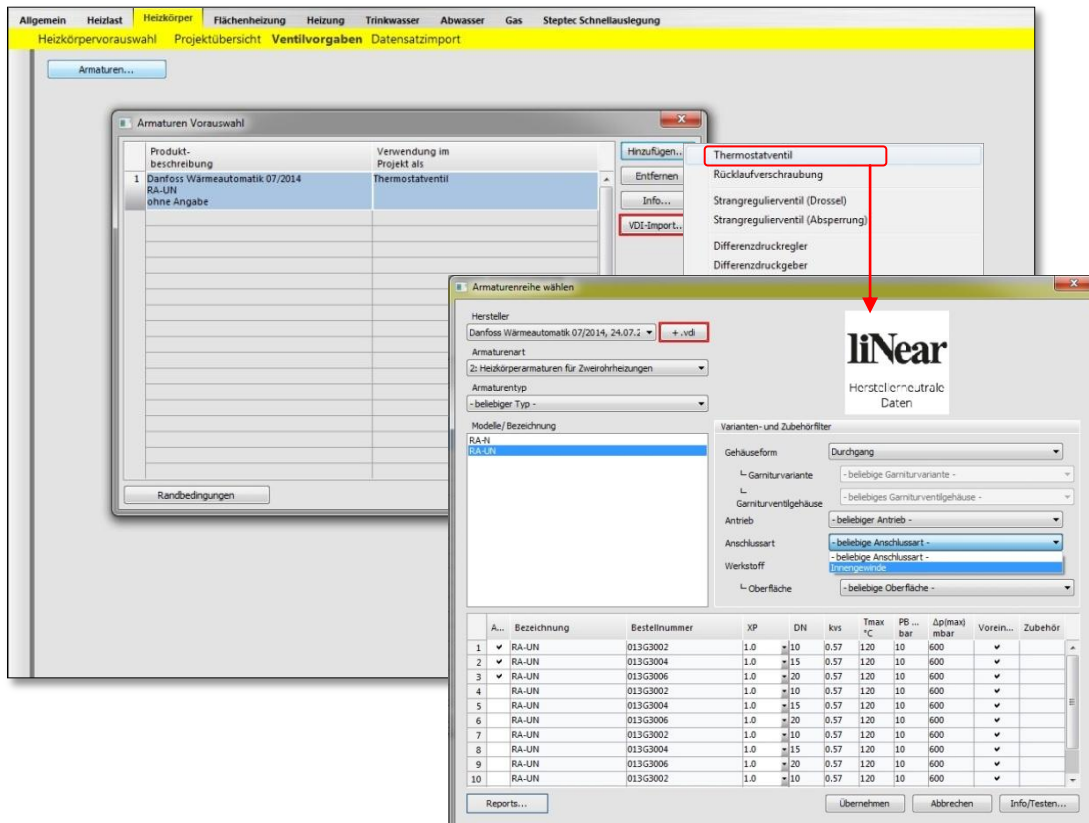 Allgemein Heizlast Heizkörper Flächenheizung Heizung Trinkwasser Abwasser Gas Steptec Schnellauslegung
Heizkörpervorauswahl Projektübersicht Ventilvorgaben Datensatzimport
Armaturen...
Armaturen Vorauswahl
Produkt-
beschreibung
Verwendung im
Projekt als
1 Danfoss Wärmeautomatik 07/2014
RA-UN
ohne Angabe
Thermostatventil
Hinzufügen...
Entfernen
Info...
VDI-Import...
Randbedingungen
Thermostatventil
Rücklaufverschraubung
Strangregulierventil (Drossel)
Strangregulierventil (Absperrung)
Differenzdruckregler
Differenzdruckgeber
Armaturenreihe wählen
Hersteller
Danfoss Wärmeautomatik 07/2014, 24.07.2
+ .vdi
Armaturenart
2: Heizkörperarmaturen für Zweirohrheizungen
Armaturentyp
- beliebiger Typ -
Modelle/ Bezeichnung
RA-N
RA-UN
liNear
Herstellerneutrale
Daten
Varianten- und Zubehörfilter
Gehäuseform Durchgang
Garniturvariante - beliebige Garniturvariante -
Garniturventilgehäuse - beliebiges Garniturventilgehäuse -
Antrieb - beliebiger Antrieb -
Anschlussart - beliebige Anschlussart -
- beliebige Anschlussart -
Werkstoff Innengewinde
Oberfläche - beliebige Oberfläche -
A... Bezeichnung Bestellnummer XP DN kvs Tmax °C PB ... bar Δp(max) mbar Vorein... Zubehör
1 ✔ RA-UN 013G3002 1.0 10 0.57 120 10 600 ✔
2 ✔ RA-UN 013G3004 1.0 15 0.57 120 10 600 ✔
3 ✔ RA-UN 013G3006 1.0 20 0.57 120 10 600 ✔
4 RA-UN 013G3002 1.0 10 0.57 120 10 600 ✔
5 RA-UN 013G3004 1.0 15 0.57 120 10 600 ✔
6 RA-UN 013G3006 1.0 20 0.57 120 10 600 ✔
7 RA-UN 013G3002 1.0 10 0.57 120 10 600 ✔
8 RA-UN 013G3004 1.0 15 0.57 120 10 600 ✔
9 RA-UN 013G3006 1.0 20 0.57 120 10 600 ✔
10 RA-UN 013G3002 1.0 10 0.57 120 10 600 ✔
Reports... Übernehmen Abbrechen Info/Testen...